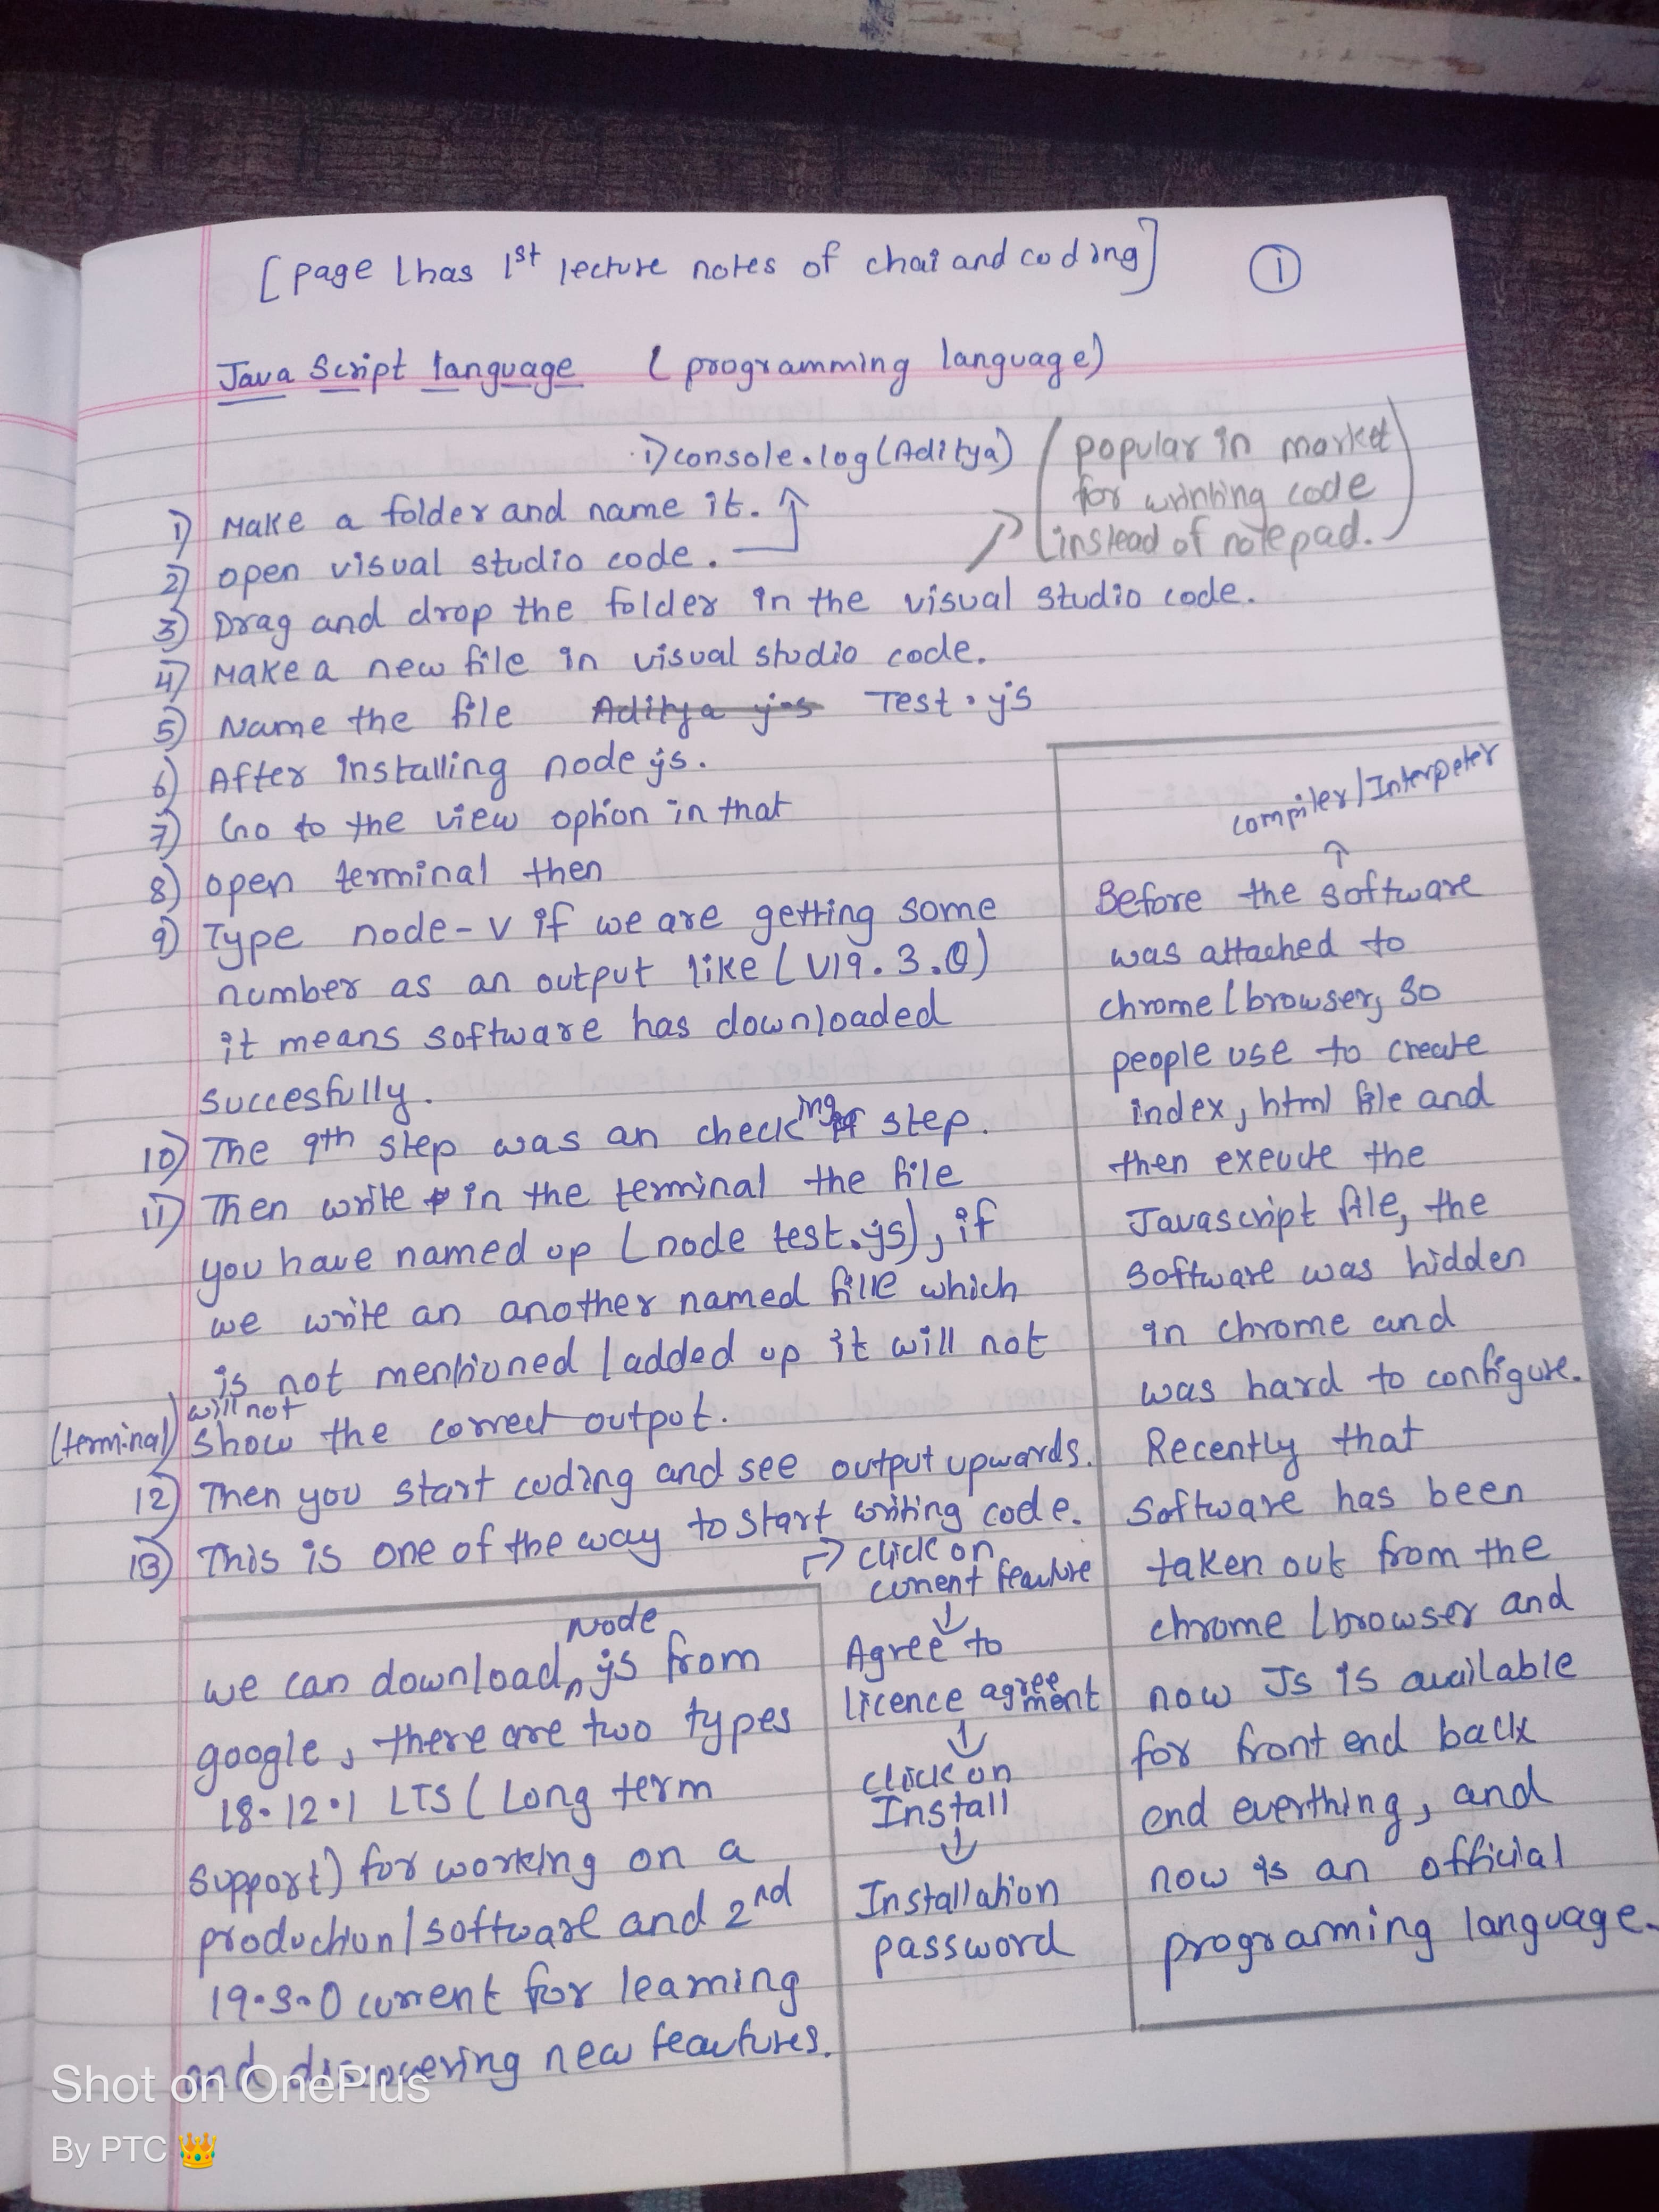 [page 1 has 1st lecture notes of chai and coding] 1
Java Script language (programming language)
1) console.log(Aditya)
(popular in market
for writing code
instead of notepad.)
1) Make a folder and name it.
2) open visual studio code.
3) Drag and drop the folder in the visual studio code.
4) Make a new file in visual studio code.
5) Name the file Aditya js Test.js
6) After installing node js.
7) Go to the view option in that
8) open terminal then
9) Type node-v if we are getting some
number as an output like (V19.3.0)
it means software has downloaded
succesfully.
10) The 9th step was an checking step.
11) Then write in the terminal the file
you have named up (node test.js), if
we write an another named file which
is not mentioned / added up it will not
will not
(terminal) show the correct output.
12) Then you start coding and see output upwards.
13) This is one of the way to start writing code.
Node
we can download js from
google, there are two types
18.12.1 LTS (Long term
support) for working on a
production/software and 2nd
19.3.0 current for learning
and discovering new features.
click on
current feature
Agree to
licence agreement
click on
Install
Installation
password
compiler/Interpeter
Before the software
was attached to
chrome/browser, so
people use to create
index, html file and
then exeucte the
Javascript file, the
software was hidden
in chrome and
was hard to configure.
Recently that
software has been
taken out from the
chrome/browser and
now Js is available
for front end back
end everthing, and
now is an official
programming language.
Shot on OnePlus
By PTC 👑